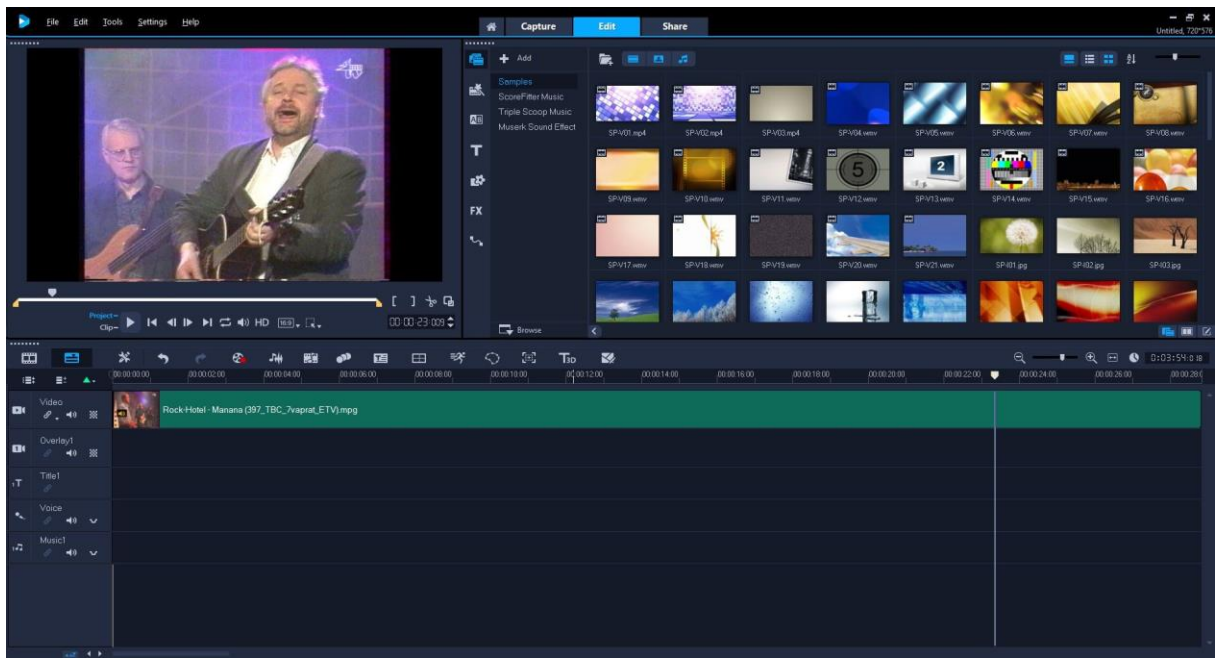 File Edit Tools Settings Help
Capture Edit Share
Untitled, 720*576
Add
Samples
ScoreFitter Music
Triple Scoop Music
Muserk Sound Effect
T
FX
Browse
SP-V01.mp4 SP-V02.mp4 SP-V03.mp4 SP-V04.wmv SP-V05.wmv SP-V06.wmv SP-V07.wmv SP-V08.wmv
5
2
SP-V09.wmv SP-V10.wmv SP-V11.wmv SP-V12.wmv SP-V13.wmv SP-V14.wmv SP-V15.wmv SP-V16.wmv
SP-V17.wmv SP-V18.wmv SP-V19.wmv SP-V20.wmv SP-V21.wmv SP-I01.jpg SP-I02.jpg SP-I03.jpg
Project-
Clip-
HD 16:9
00:00:23:009
T3D
0:03:54:018
00:00:00:00 00:00:02:00 00:00:04:00 00:00:06:00 00:00:08:00 00:00:10:00 00:00:12:00 00:00:14:00 00:00:16:00 00:00:18:00 00:00:20:00 00:00:22:00 00:00:24:00 00:00:26:00 00:00:28:0
Video
Rock-Hotel - Manana (397_TBC_7vaprat_ETV).mpg
Overlay1
Title1
Voice
Music1